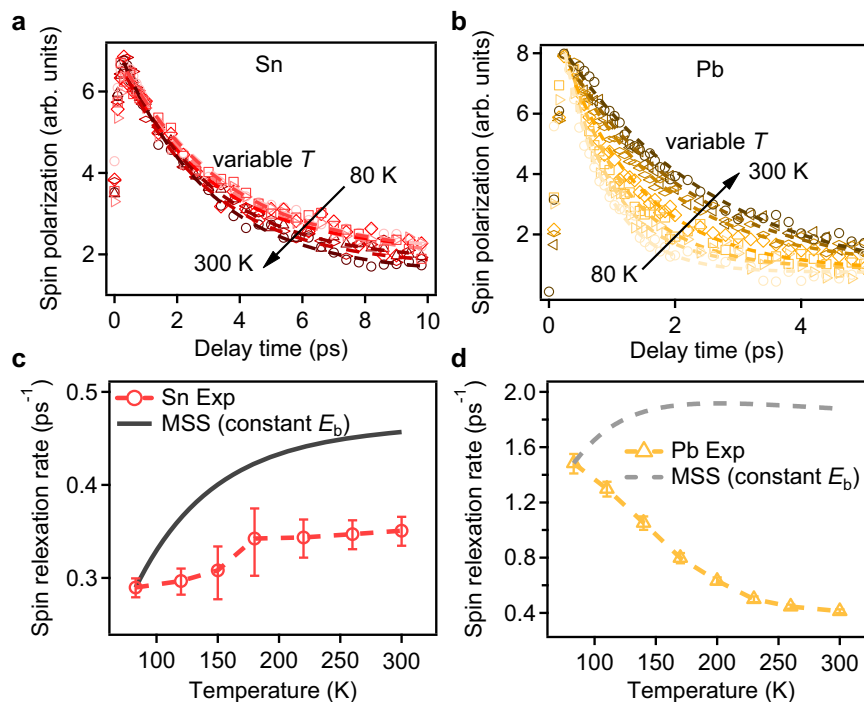 a
Sn
variable T
80 K
300 K
6
4
2
0
2
4
6
8
10
Spin polarization (arb. units)
Delay time (ps)
b
Pb
variable T
300 K
80 K
8
6
4
2
0
2
4
Spin polarization (arb. units)
Delay time (ps)
c
Sn Exp
MSS (constant Eb)
0.5
0.4
0.3
100
150
200
250
300
Spin relexation rate (ps-1)
Temperature (K)
d
Pb Exp
MSS (constant Eb)
2.0
1.6
1.2
0.8
0.4
100
150
200
250
300
Spin relexation rate (ps-1)
Temperature (K)